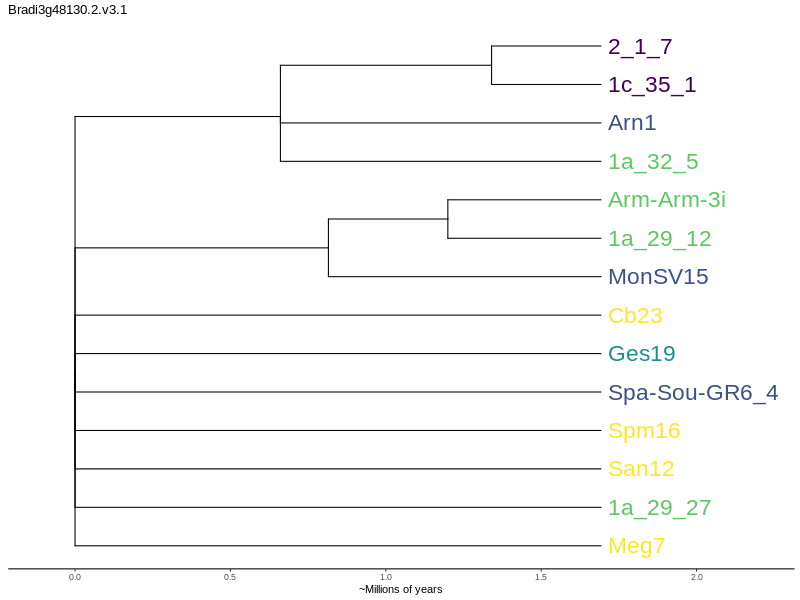 Bradi3g48130.2.v3.1
2_1_7
1c_35_1
Arn1
1a_32_5
Arm-Arm-3i
1a_29_12
MonSV15
Cb23
Ges19
Spa-Sou-GR6_4
Spm16
San12
1a_29_27
Meg7
0.0 0.5 1.0 1.5 2.0
~Millions of years